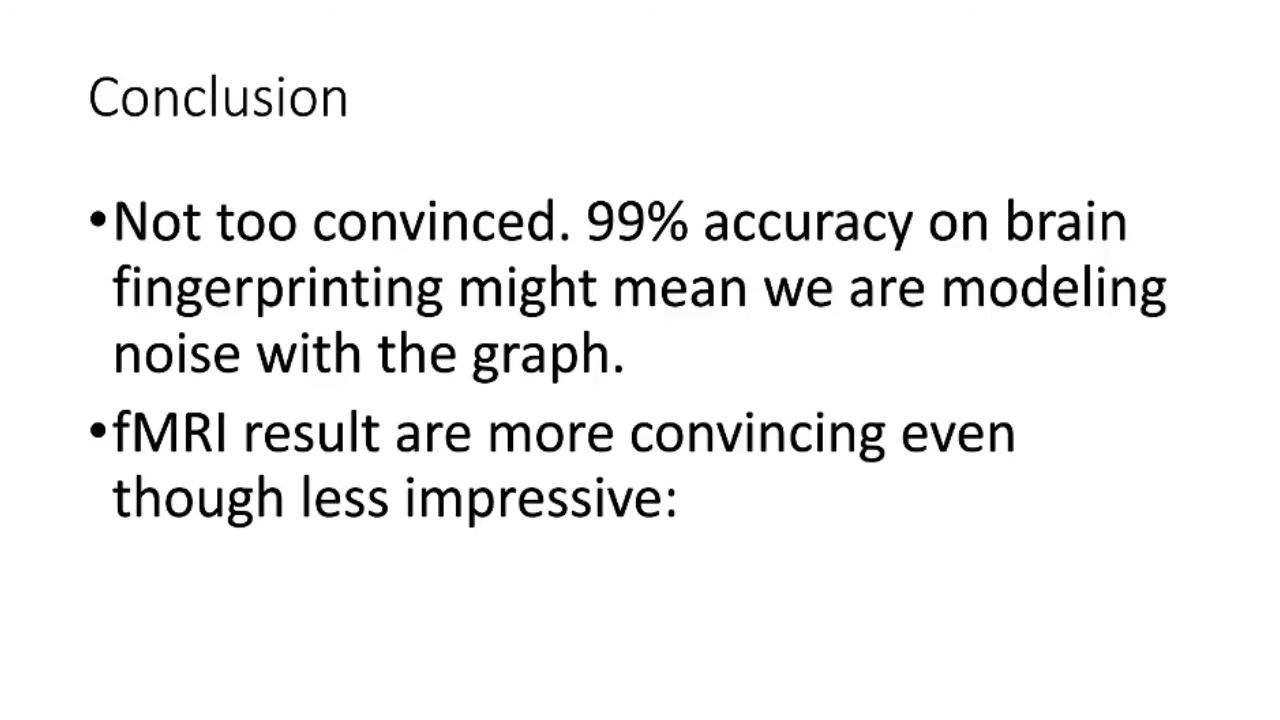 Conclusion
•Not too convinced. 99% accuracy on brain
fingerprinting might mean we are modeling
noise with the graph.
•fMRI result are more convincing even
though less impressive: